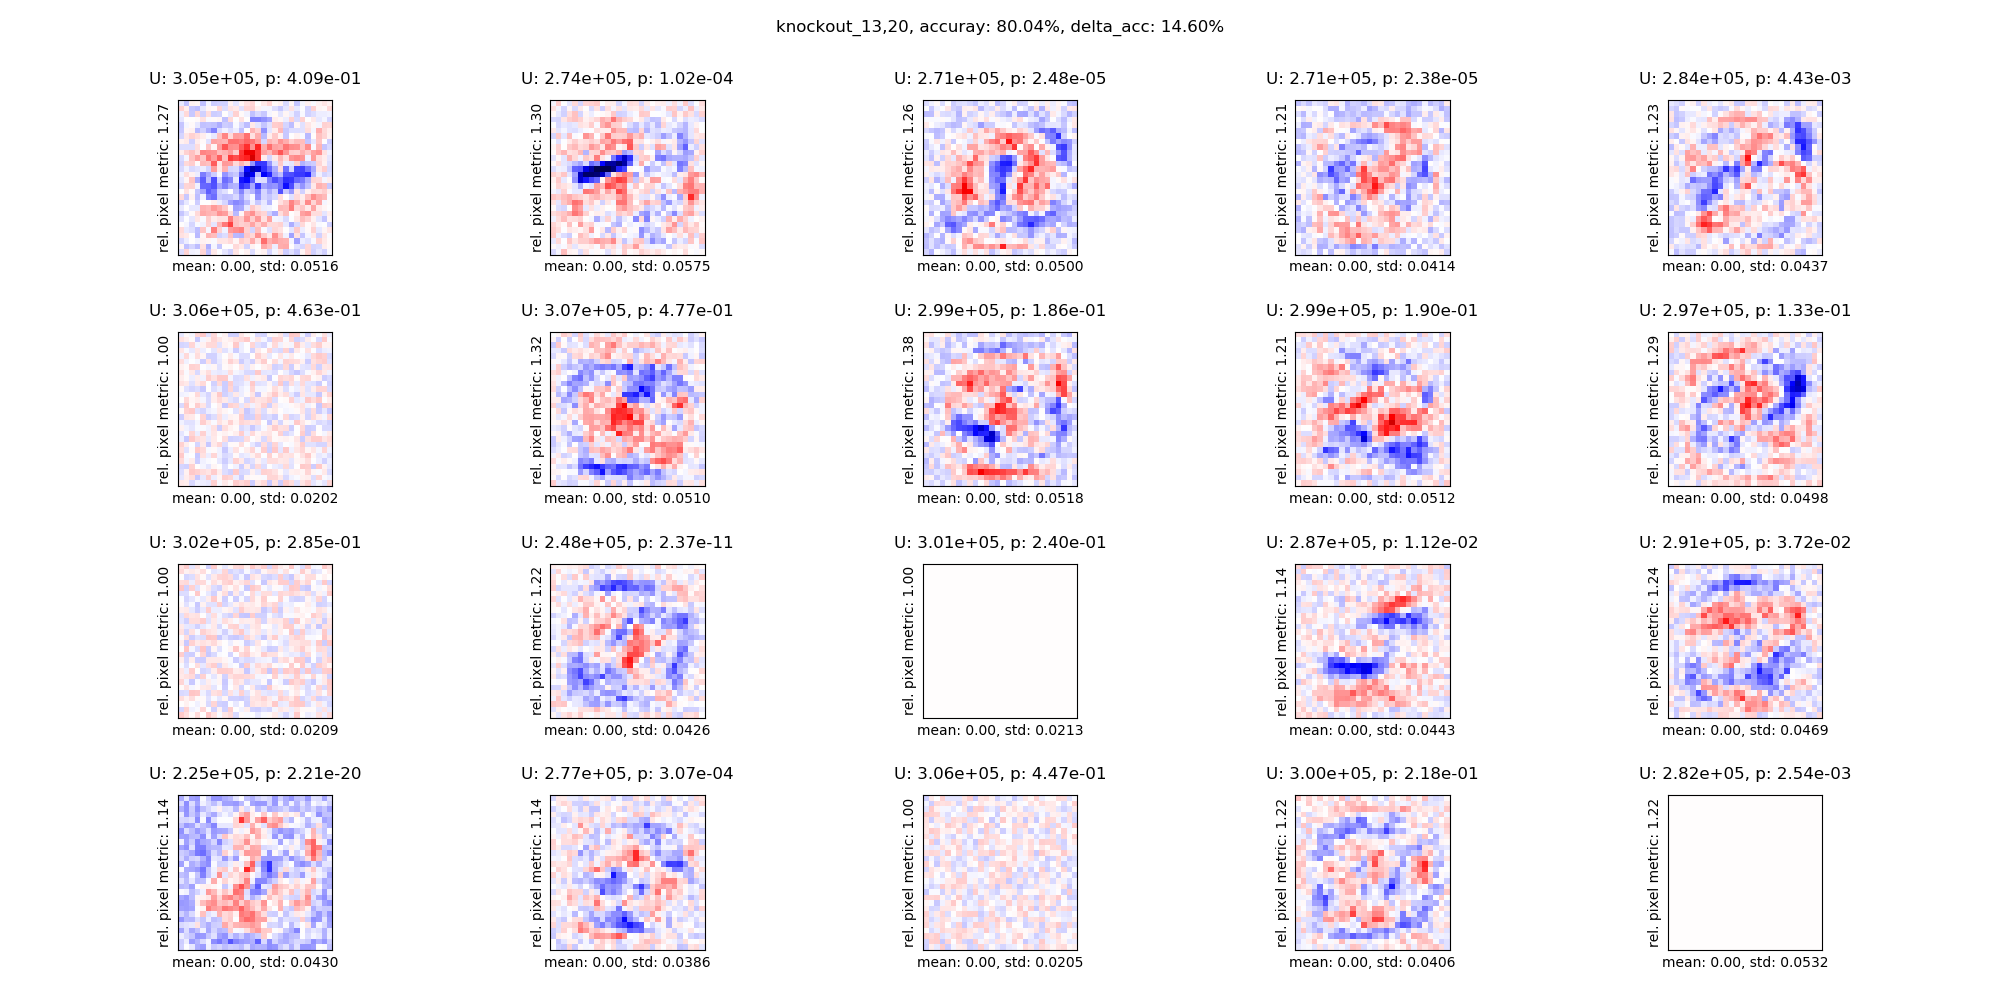 knockout_13,20, accuray: 80.04%, delta_acc: 14.60%
U: 3.05e+05, p: 4.09e-01
rel. pixel metric: 1.27
mean: 0.00, std: 0.0516
U: 2.74e+05, p: 1.02e-04
rel. pixel metric: 1.30
mean: 0.00, std: 0.0575
U: 2.71e+05, p: 2.48e-05
rel. pixel metric: 1.26
mean: 0.00, std: 0.0500
U: 2.71e+05, p: 2.38e-05
rel. pixel metric: 1.21
mean: 0.00, std: 0.0414
U: 2.84e+05, p: 4.43e-03
rel. pixel metric: 1.23
mean: 0.00, std: 0.0437
U: 3.06e+05, p: 4.63e-01
rel. pixel metric: 1.00
mean: 0.00, std: 0.0202
U: 3.07e+05, p: 4.77e-01
rel. pixel metric: 1.32
mean: 0.00, std: 0.0510
U: 2.99e+05, p: 1.86e-01
rel. pixel metric: 1.38
mean: 0.00, std: 0.0518
U: 2.99e+05, p: 1.90e-01
rel. pixel metric: 1.21
mean: 0.00, std: 0.0512
U: 2.97e+05, p: 1.33e-01
rel. pixel metric: 1.29
mean: 0.00, std: 0.0498
U: 3.02e+05, p: 2.85e-01
rel. pixel metric: 1.00
mean: 0.00, std: 0.0209
U: 2.48e+05, p: 2.37e-11
rel. pixel metric: 1.22
mean: 0.00, std: 0.0426
U: 3.01e+05, p: 2.40e-01
rel. pixel metric: 1.00
mean: 0.00, std: 0.0213
U: 2.87e+05, p: 1.12e-02
rel. pixel metric: 1.14
mean: 0.00, std: 0.0443
U: 2.91e+05, p: 3.72e-02
rel. pixel metric: 1.24
mean: 0.00, std: 0.0469
U: 2.25e+05, p: 2.21e-20
rel. pixel metric: 1.14
mean: 0.00, std: 0.0430
U: 2.77e+05, p: 3.07e-04
rel. pixel metric: 1.14
mean: 0.00, std: 0.0386
U: 3.06e+05, p: 4.47e-01
rel. pixel metric: 1.00
mean: 0.00, std: 0.0205
U: 3.00e+05, p: 2.18e-01
rel. pixel metric: 1.22
mean: 0.00, std: 0.0406
U: 2.82e+05, p: 2.54e-03
rel. pixel metric: 1.22
mean: 0.00, std: 0.0532